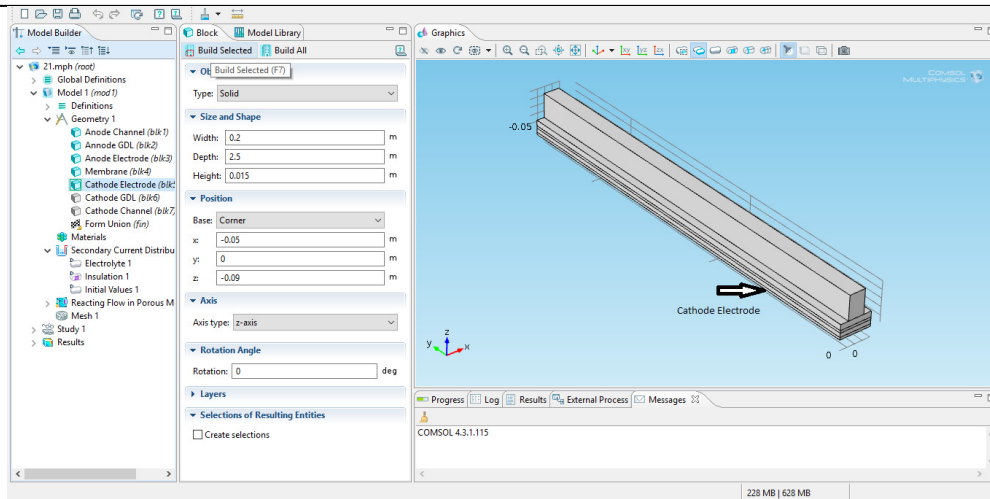 Model Builder
21.mph (root)
Global Definitions
Model 1 (mod1)
Definitions
Geometry 1
Anode Channel (blk1)
Annode GDL (blk2)
Anode Electrode (blk3)
Membrane (blk4)
Cathode Electrode (blk5
Cathode GDL (blk6)
Cathode Channel (blk7)
Form Union (fin)
Materials
Secondary Current Distribu
Electrolyte 1
Insulation 1
Initial Values 1
Reacting Flow in Porous M
Mesh 1
Study 1
Results
Block
Model Library
Build Selected
Build All
Ob
Build Selected (F7)
Type: Solid
Size and Shape
Width: 0.2 m
Depth: 2.5 m
Height: 0.015 m
Position
Base: Corner
x: -0.05 m
y: 0 m
z: -0.09 m
Axis
Axis type: z-axis
Rotation Angle
Rotation: 0 deg
Layers
Selections of Resulting Entities
Create selections
Graphics
xy yz zx
COMSOL
MULTIPHYSICS
-0.05
Cathode Electrode
0 0
z
y x
Progress Log Results External Process Messages
COMSOL 4.3.1.115
228 MB | 628 MB